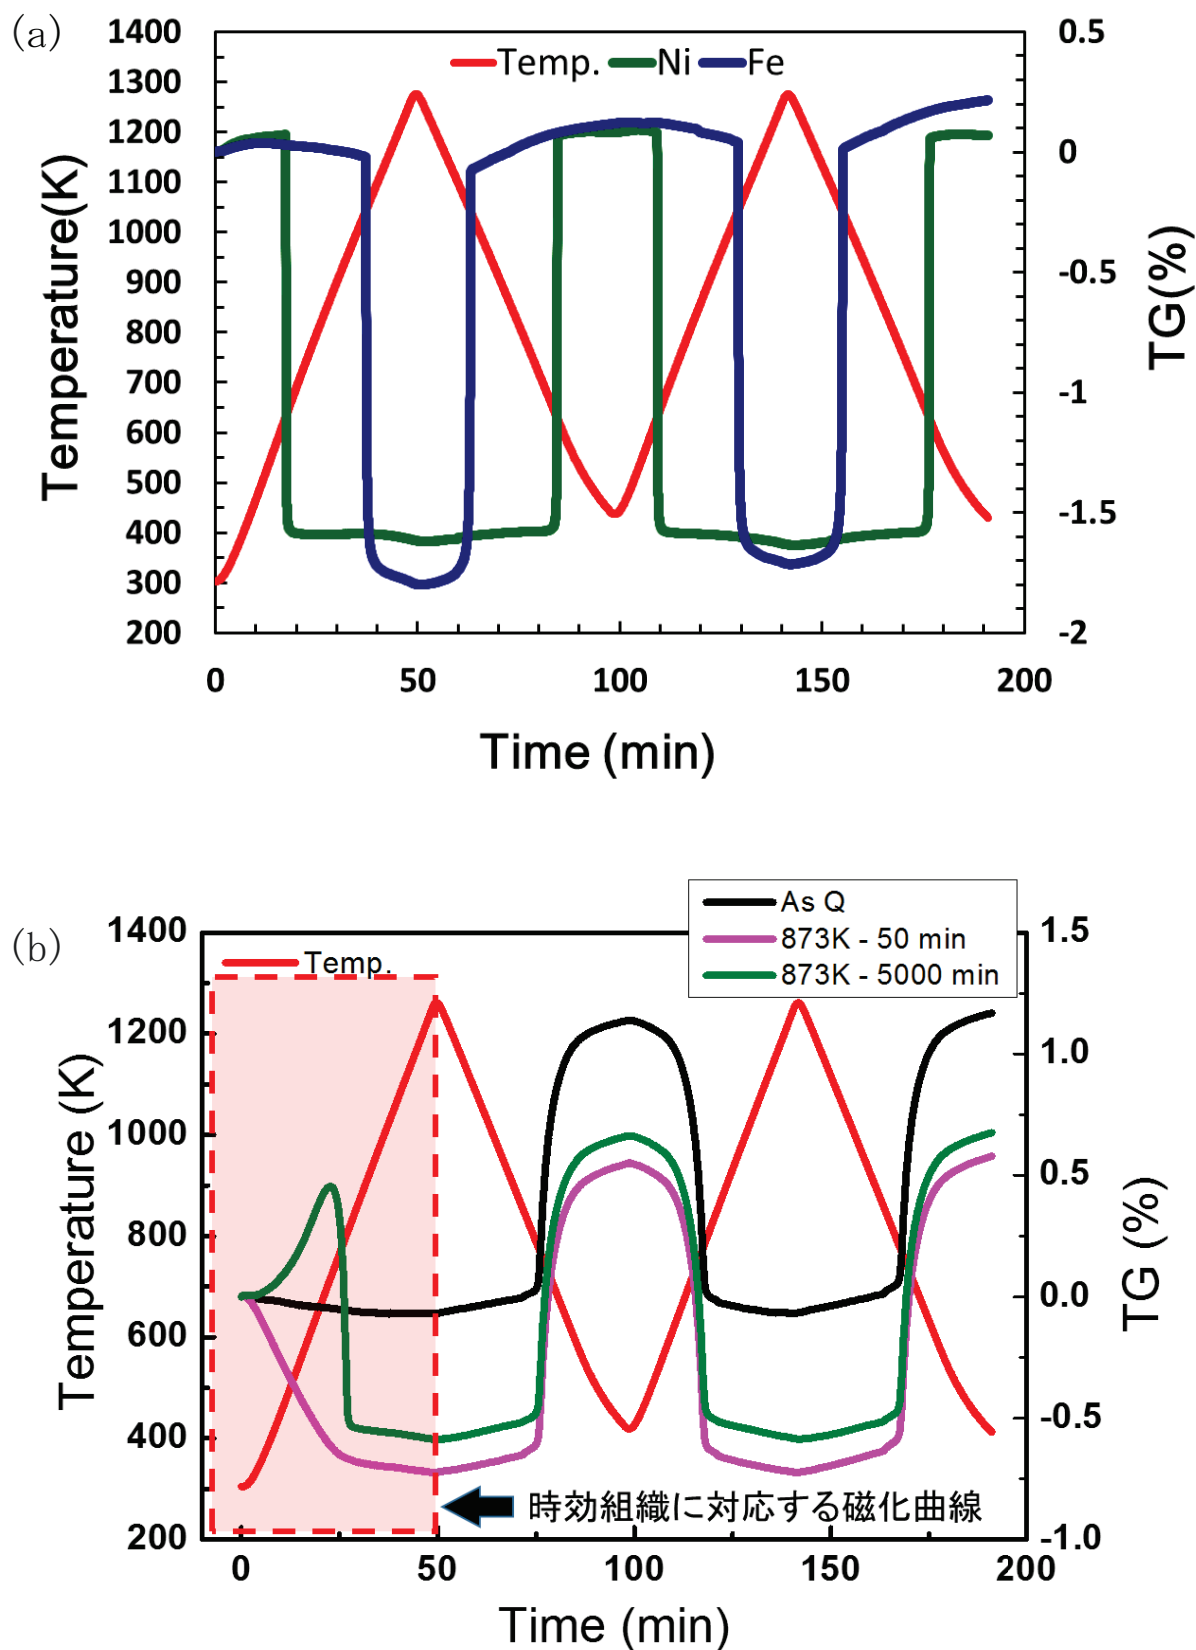 (a)
Temp. Ni Fe
1400
1300
1200
1100
1000
900
800
700
600
500
400
300
200
Temperature(K)
0.5
0
-0.5
-1
-1.5
-2
TG(%)
0 50 100 150 200
Time (min)
(b)
As Q
873K - 50 min
873K - 5000 min
Temp.
1400
1200
1000
800
600
400
200
Temperature (K)
1.5
1.0
0.5
0.0
-0.5
-1.0
TG (%)
時効組織に対応する磁化曲線
0 50 100 150 200
Time (min)